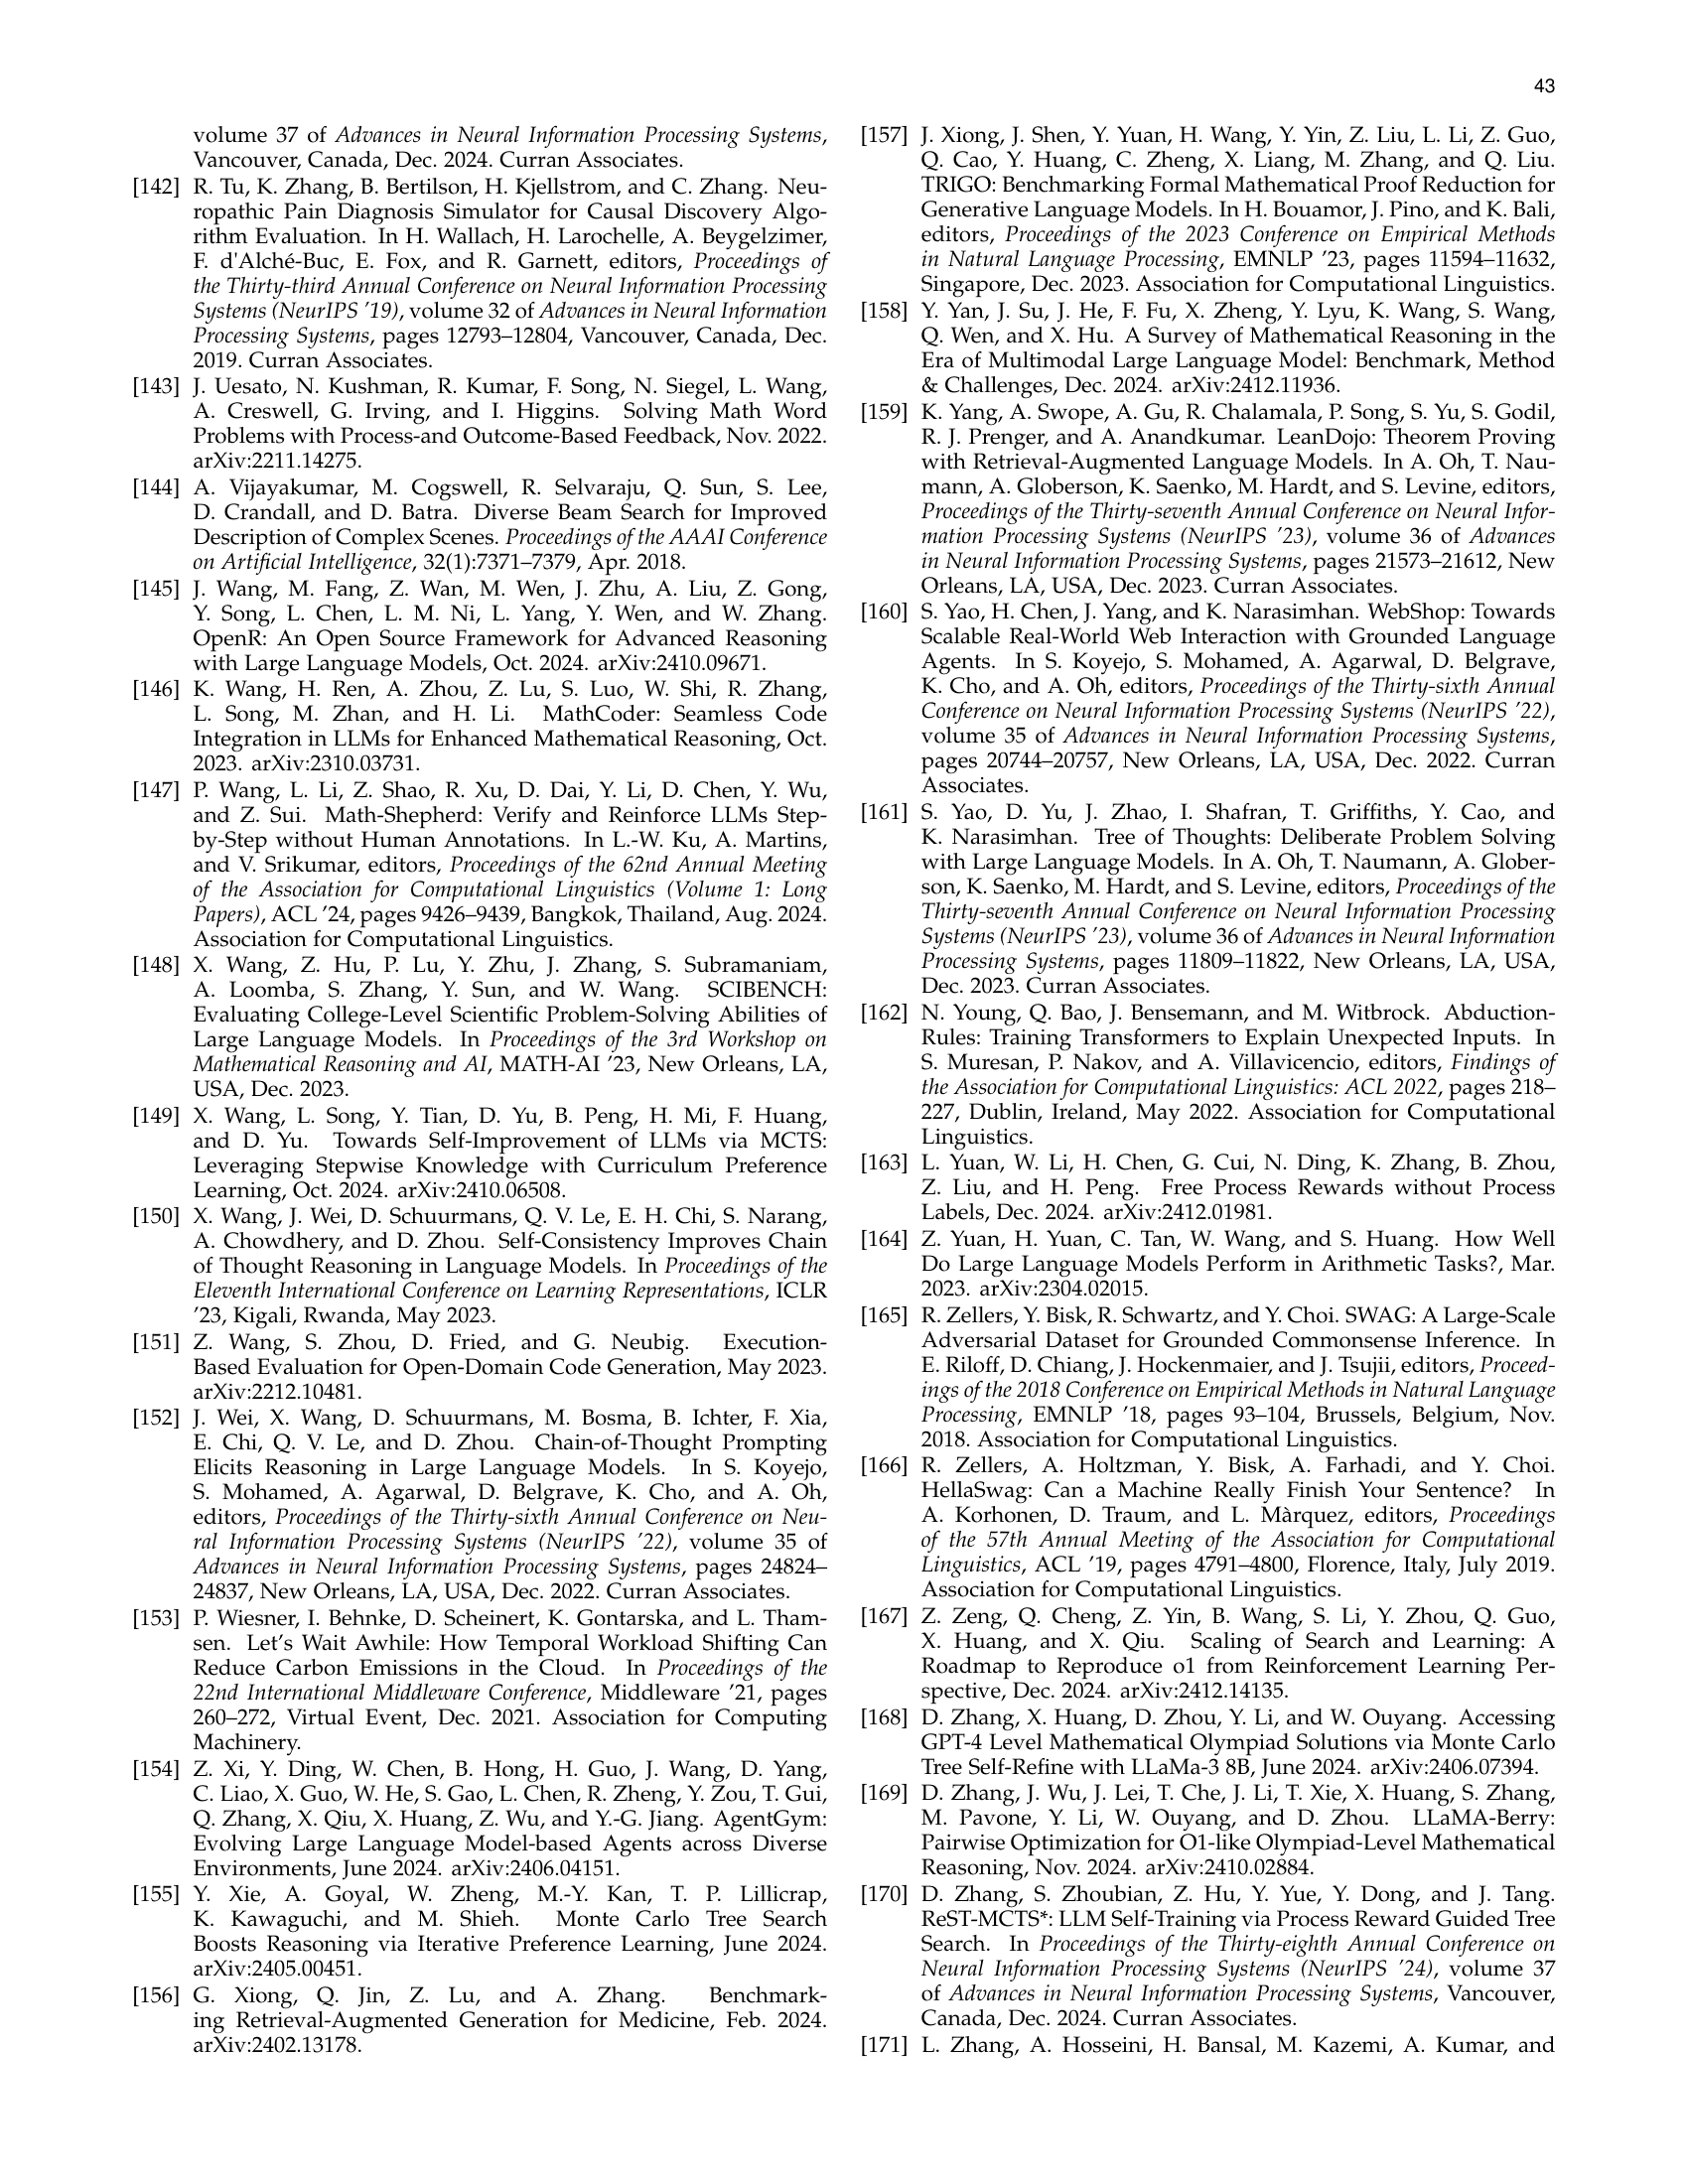 43
volume 37 of Advances in Neural Information Processing Systems,
Vancouver, Canada, Dec. 2024. Curran Associates.
[142] R. Tu, K. Zhang, B. Bertilson, H. Kjellstrom, and C. Zhang. Neu-
ropathic Pain Diagnosis Simulator for Causal Discovery Algo-
rithm Evaluation. In H. Wallach, H. Larochelle, A. Beygelzimer,
F. d'Alché-Buc, E. Fox, and R. Garnett, editors, Proceedings of
the Thirty-third Annual Conference on Neural Information Processing
Systems (NeurIPS ’19), volume 32 of Advances in Neural Information
Processing Systems, pages 12793–12804, Vancouver, Canada, Dec.
2019. Curran Associates.
[143] J. Uesato, N. Kushman, R. Kumar, F. Song, N. Siegel, L. Wang,
A. Creswell, G. Irving, and I. Higgins. Solving Math Word
Problems with Process-and Outcome-Based Feedback, Nov. 2022.
arXiv:2211.14275.
[144] A. Vijayakumar, M. Cogswell, R. Selvaraju, Q. Sun, S. Lee,
D. Crandall, and D. Batra. Diverse Beam Search for Improved
Description of Complex Scenes. Proceedings of the AAAI Conference
on Artificial Intelligence, 32(1):7371–7379, Apr. 2018.
[145] J. Wang, M. Fang, Z. Wan, M. Wen, J. Zhu, A. Liu, Z. Gong,
Y. Song, L. Chen, L. M. Ni, L. Yang, Y. Wen, and W. Zhang.
OpenR: An Open Source Framework for Advanced Reasoning
with Large Language Models, Oct. 2024. arXiv:2410.09671.
[146] K. Wang, H. Ren, A. Zhou, Z. Lu, S. Luo, W. Shi, R. Zhang,
L. Song, M. Zhan, and H. Li. MathCoder: Seamless Code
Integration in LLMs for Enhanced Mathematical Reasoning, Oct.
2023. arXiv:2310.03731.
[147] P. Wang, L. Li, Z. Shao, R. Xu, D. Dai, Y. Li, D. Chen, Y. Wu,
and Z. Sui. Math-Shepherd: Verify and Reinforce LLMs Step-
by-Step without Human Annotations. In L.-W. Ku, A. Martins,
and V. Srikumar, editors, Proceedings of the 62nd Annual Meeting
of the Association for Computational Linguistics (Volume 1: Long
Papers), ACL ’24, pages 9426–9439, Bangkok, Thailand, Aug. 2024.
Association for Computational Linguistics.
[148] X. Wang, Z. Hu, P. Lu, Y. Zhu, J. Zhang, S. Subramaniam,
A. Loomba, S. Zhang, Y. Sun, and W. Wang. SCIBENCH:
Evaluating College-Level Scientific Problem-Solving Abilities of
Large Language Models. In Proceedings of the 3rd Workshop on
Mathematical Reasoning and AI, MATH-AI ’23, New Orleans, LA,
USA, Dec. 2023.
[149] X. Wang, L. Song, Y. Tian, D. Yu, B. Peng, H. Mi, F. Huang,
and D. Yu. Towards Self-Improvement of LLMs via MCTS:
Leveraging Stepwise Knowledge with Curriculum Preference
Learning, Oct. 2024. arXiv:2410.06508.
[150] X. Wang, J. Wei, D. Schuurmans, Q. V. Le, E. H. Chi, S. Narang,
A. Chowdhery, and D. Zhou. Self-Consistency Improves Chain
of Thought Reasoning in Language Models. In Proceedings of the
Eleventh International Conference on Learning Representations, ICLR
’23, Kigali, Rwanda, May 2023.
[151] Z. Wang, S. Zhou, D. Fried, and G. Neubig. Execution-
Based Evaluation for Open-Domain Code Generation, May 2023.
arXiv:2212.10481.
[152] J. Wei, X. Wang, D. Schuurmans, M. Bosma, B. Ichter, F. Xia,
E. Chi, Q. V. Le, and D. Zhou. Chain-of-Thought Prompting
Elicits Reasoning in Large Language Models. In S. Koyejo,
S. Mohamed, A. Agarwal, D. Belgrave, K. Cho, and A. Oh,
editors, Proceedings of the Thirty-sixth Annual Conference on Neu-
ral Information Processing Systems (NeurIPS ’22), volume 35 of
Advances in Neural Information Processing Systems, pages 24824–
24837, New Orleans, LA, USA, Dec. 2022. Curran Associates.
[153] P. Wiesner, I. Behnke, D. Scheinert, K. Gontarska, and L. Tham-
sen. Let’s Wait Awhile: How Temporal Workload Shifting Can
Reduce Carbon Emissions in the Cloud. In Proceedings of the
22nd International Middleware Conference, Middleware ’21, pages
260–272, Virtual Event, Dec. 2021. Association for Computing
Machinery.
[154] Z. Xi, Y. Ding, W. Chen, B. Hong, H. Guo, J. Wang, D. Yang,
C. Liao, X. Guo, W. He, S. Gao, L. Chen, R. Zheng, Y. Zou, T. Gui,
Q. Zhang, X. Qiu, X. Huang, Z. Wu, and Y.-G. Jiang. AgentGym:
Evolving Large Language Model-based Agents across Diverse
Environments, June 2024. arXiv:2406.04151.
[155] Y. Xie, A. Goyal, W. Zheng, M.-Y. Kan, T. P. Lillicrap,
K. Kawaguchi, and M. Shieh. Monte Carlo Tree Search
Boosts Reasoning via Iterative Preference Learning, June 2024.
arXiv:2405.00451.
[156] G. Xiong, Q. Jin, Z. Lu, and A. Zhang. Benchmark-
ing Retrieval-Augmented Generation for Medicine, Feb. 2024.
arXiv:2402.13178.
[157] J. Xiong, J. Shen, Y. Yuan, H. Wang, Y. Yin, Z. Liu, L. Li, Z. Guo,
Q. Cao, Y. Huang, C. Zheng, X. Liang, M. Zhang, and Q. Liu.
TRIGO: Benchmarking Formal Mathematical Proof Reduction for
Generative Language Models. In H. Bouamor, J. Pino, and K. Bali,
editors, Proceedings of the 2023 Conference on Empirical Methods
in Natural Language Processing, EMNLP ’23, pages 11594–11632,
Singapore, Dec. 2023. Association for Computational Linguistics.
[158] Y. Yan, J. Su, J. He, F. Fu, X. Zheng, Y. Lyu, K. Wang, S. Wang,
Q. Wen, and X. Hu. A Survey of Mathematical Reasoning in the
Era of Multimodal Large Language Model: Benchmark, Method
& Challenges, Dec. 2024. arXiv:2412.11936.
[159] K. Yang, A. Swope, A. Gu, R. Chalamala, P. Song, S. Yu, S. Godil,
R. J. Prenger, and A. Anandkumar. LeanDojo: Theorem Proving
with Retrieval-Augmented Language Models. In A. Oh, T. Nau-
mann, A. Globerson, K. Saenko, M. Hardt, and S. Levine, editors,
Proceedings of the Thirty-seventh Annual Conference on Neural Infor-
mation Processing Systems (NeurIPS ’23), volume 36 of Advances
in Neural Information Processing Systems, pages 21573–21612, New
Orleans, LA, USA, Dec. 2023. Curran Associates.
[160] S. Yao, H. Chen, J. Yang, and K. Narasimhan. WebShop: Towards
Scalable Real-World Web Interaction with Grounded Language
Agents. In S. Koyejo, S. Mohamed, A. Agarwal, D. Belgrave,
K. Cho, and A. Oh, editors, Proceedings of the Thirty-sixth Annual
Conference on Neural Information Processing Systems (NeurIPS ’22),
volume 35 of Advances in Neural Information Processing Systems,
pages 20744–20757, New Orleans, LA, USA, Dec. 2022. Curran
Associates.
[161] S. Yao, D. Yu, J. Zhao, I. Shafran, T. Griffiths, Y. Cao, and
K. Narasimhan. Tree of Thoughts: Deliberate Problem Solving
with Large Language Models. In A. Oh, T. Naumann, A. Glober-
son, K. Saenko, M. Hardt, and S. Levine, editors, Proceedings of the
Thirty-seventh Annual Conference on Neural Information Processing
Systems (NeurIPS ’23), volume 36 of Advances in Neural Information
Processing Systems, pages 11809–11822, New Orleans, LA, USA,
Dec. 2023. Curran Associates.
[162] N. Young, Q. Bao, J. Bensemann, and M. Witbrock. Abduction-
Rules: Training Transformers to Explain Unexpected Inputs. In
S. Muresan, P. Nakov, and A. Villavicencio, editors, Findings of
the Association for Computational Linguistics: ACL 2022, pages 218–
227, Dublin, Ireland, May 2022. Association for Computational
Linguistics.
[163] L. Yuan, W. Li, H. Chen, G. Cui, N. Ding, K. Zhang, B. Zhou,
Z. Liu, and H. Peng. Free Process Rewards without Process
Labels, Dec. 2024. arXiv:2412.01981.
[164] Z. Yuan, H. Yuan, C. Tan, W. Wang, and S. Huang. How Well
Do Large Language Models Perform in Arithmetic Tasks?, Mar.
2023. arXiv:2304.02015.
[165] R. Zellers, Y. Bisk, R. Schwartz, and Y. Choi. SWAG: A Large-Scale
Adversarial Dataset for Grounded Commonsense Inference. In
E. Riloff, D. Chiang, J. Hockenmaier, and J. Tsujii, editors, Proceed-
ings of the 2018 Conference on Empirical Methods in Natural Language
Processing, EMNLP ’18, pages 93–104, Brussels, Belgium, Nov.
2018. Association for Computational Linguistics.
[166] R. Zellers, A. Holtzman, Y. Bisk, A. Farhadi, and Y. Choi.
HellaSwag: Can a Machine Really Finish Your Sentence? In
A. Korhonen, D. Traum, and L. Màrquez, editors, Proceedings
of the 57th Annual Meeting of the Association for Computational
Linguistics, ACL ’19, pages 4791–4800, Florence, Italy, July 2019.
Association for Computational Linguistics.
[167] Z. Zeng, Q. Cheng, Z. Yin, B. Wang, S. Li, Y. Zhou, Q. Guo,
X. Huang, and X. Qiu. Scaling of Search and Learning: A
Roadmap to Reproduce o1 from Reinforcement Learning Per-
spective, Dec. 2024. arXiv:2412.14135.
[168] D. Zhang, X. Huang, D. Zhou, Y. Li, and W. Ouyang. Accessing
GPT-4 Level Mathematical Olympiad Solutions via Monte Carlo
Tree Self-Refine with LLaMa-3 8B, June 2024. arXiv:2406.07394.
[169] D. Zhang, J. Wu, J. Lei, T. Che, J. Li, T. Xie, X. Huang, S. Zhang,
M. Pavone, Y. Li, W. Ouyang, and D. Zhou. LLaMA-Berry:
Pairwise Optimization for O1-like Olympiad-Level Mathematical
Reasoning, Nov. 2024. arXiv:2410.02884.
[170] D. Zhang, S. Zhoubian, Z. Hu, Y. Yue, Y. Dong, and J. Tang.
ReST-MCTS*: LLM Self-Training via Process Reward Guided Tree
Search. In Proceedings of the Thirty-eighth Annual Conference on
Neural Information Processing Systems (NeurIPS ’24), volume 37
of Advances in Neural Information Processing Systems, Vancouver,
Canada, Dec. 2024. Curran Associates.
[171] L. Zhang, A. Hosseini, H. Bansal, M. Kazemi, A. Kumar, and